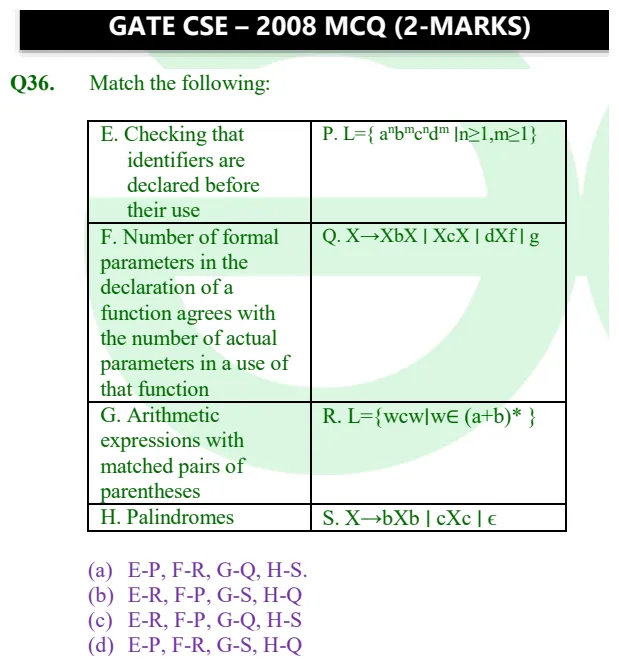 GATE CSE – 2008 MCQ (2-MARKS)
Q36. Match the following:
E. Checking that
identifiers are
declared before
their use
P. L={ aⁿbᵐcⁿdᵐ |n≥1,m≥1}
F. Number of formal
parameters in the
declaration of a
function agrees with
the number of actual
parameters in a use of
that function
Q. X→XbX | XcX | dXf | g
G. Arithmetic
expressions with
matched pairs of
parentheses
R. L={wcw|w∈ (a+b)* }
H. Palindromes
S. X→bXb | cXc | ϵ
(a) E-P, F-R, G-Q, H-S.
(b) E-R, F-P, G-S, H-Q
(c) E-R, F-P, G-Q, H-S
(d) E-P, F-R, G-S, H-Q